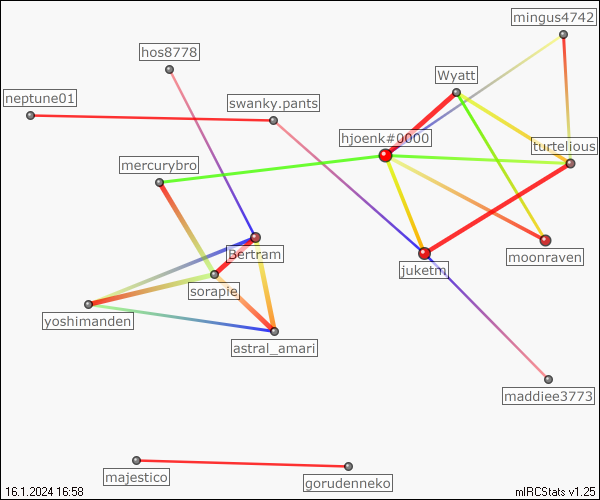 mingus4742
hos8778
Wyatt
neptune01
swanky.pants
hjoenk#0000
turtelious
mercurybro
Bertram
moonraven
juketm
sorapie
yoshimanden
astral_amari
maddiee3773
majestico
gorudenneko
16.1.2024 16:58
mIRCStats v1.25